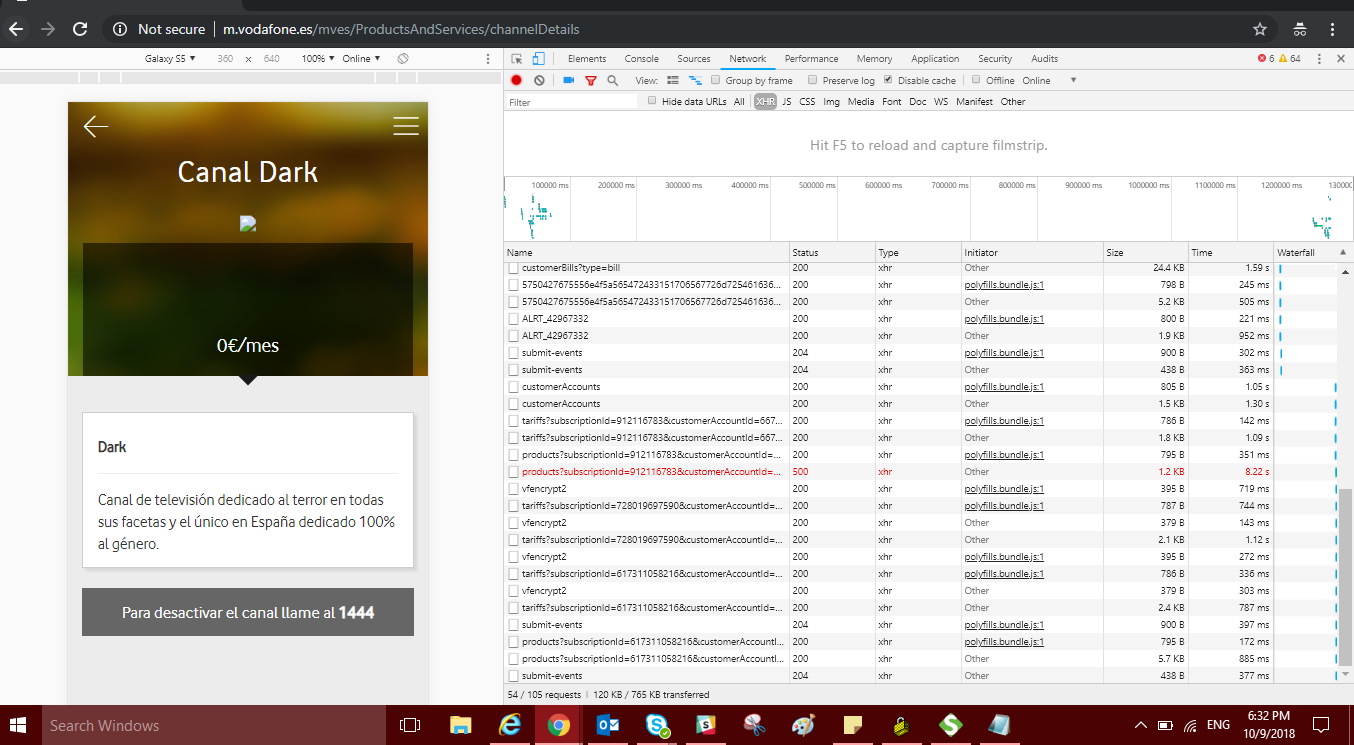 Not secure | m.vodafone.es/mves/ProductsAndServices/channelDetails
Galaxy S5 ▼ 360 × 640 100% ▼ Online ▼
Elements Console Sources Network Performance Memory Application Security Audits 6 64
View: Group by frame Preserve log Disable cache Offline Online ▼
Filter Hide data URLs All XHR JS CSS Img Media Font Doc WS Manifest Other
Hit F5 to reload and capture filmstrip.
100000 ms 200000 ms 300000 ms 400000 ms 500000 ms 600000 ms 700000 ms 800000 ms 900000 ms 1000000 ms 1100000 ms 1200000 ms
Name Status Type Initiator Size Time Waterfall
customerBills?type=bill 200 xhr Other 24.4 KB 1.59 s
200 xhr polyfills.bundle.js:1 798 B 245 ms
200 xhr Other 5.2 KB 505 ms
ALRT_42967332 200 xhr polyfills.bundle.js:1 800 B 221 ms
ALRT_42967332 200 xhr Other 1.9 KB 952 ms
submit-events 204 xhr polyfills.bundle.js:1 900 B 302 ms
submit-events 204 xhr Other 438 B 363 ms
customerAccounts 200 xhr polyfills.bundle.js:1 805 B 1.05 s
customerAccounts 200 xhr Other 1.5 KB 1.30 s
tariffs?subscriptionId=912116783&customerAccountId=667... 200 xhr polyfills.bundle.js:1 786 B 142 ms
tariffs?subscriptionId=912116783&customerAccountId=667... 200 xhr Other 1.8 KB 1.09 s
products?subscriptionId=912116783&customerAccountId=... 200 xhr polyfills.bundle.js:1 795 B 351 ms
products?subscriptionId=912116783&customerAccountId=... 500 xhr Other 1.2 KB 8.22 s
vfencrypt2 200 xhr polyfills.bundle.js:1 395 B 719 ms
tariffs?subscriptionId=728019697590&customerAccountId=... 200 xhr polyfills.bundle.js:1 787 B 744 ms
vfencrypt2 200 xhr Other 379 B 143 ms
tariffs?subscriptionId=728019697590&customerAccountId=... 200 xhr Other 2.1 KB 1.12 s
vfencrypt2 200 xhr polyfills.bundle.js:1 395 B 272 ms
tariffs?subscriptionId=617311058216&customerAccountId=... 200 xhr polyfills.bundle.js:1 786 B 336 ms
vfencrypt2 200 xhr Other 379 B 303 ms
tariffs?subscriptionId=617311058216&customerAccountId=... 200 xhr Other 2.4 KB 787 ms
submit-events 204 xhr polyfills.bundle.js:1 900 B 397 ms
products?subscriptionId=617311058216&customerAccountI... 200 xhr polyfills.bundle.js:1 795 B 172 ms
products?subscriptionId=617311058216&customerAccountI... 200 xhr Other 5.7 KB 885 ms
submit-events 204 xhr Other 438 B 377 ms
54 / 105 requests | 120 KB / 765 KB transferred
Canal Dark
0€/mes
Dark
Canal de televisión dedicado al terror en todas
sus facetas y el único en España dedicado 100%
al género.
Para desactivar el canal llame al 1444
Search Windows
ENG
6:32 PM
10/9/2018